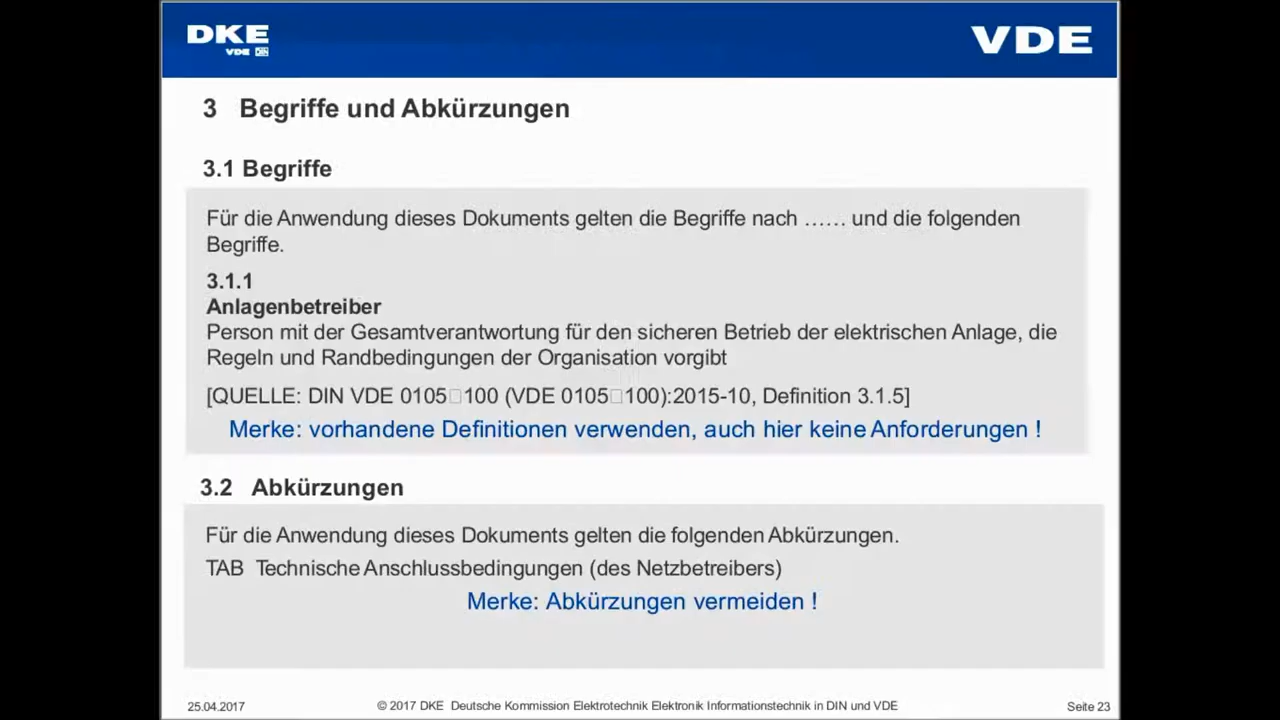 DKE
VDE DIN
VDE
3 Begriffe und Abkürzungen
3.1 Begriffe
Für die Anwendung dieses Dokuments gelten die Begriffe nach …… und die folgenden
Begriffe.
3.1.1
Anlagenbetreiber
Person mit der Gesamtverantwortung für den sicheren Betrieb der elektrischen Anlage, die
Regeln und Randbedingungen der Organisation vorgibt
[QUELLE: DIN VDE 0105□100 (VDE 0105□100):2015-10, Definition 3.1.5]
Merke: vorhandene Definitionen verwenden, auch hier keine Anforderungen !
3.2 Abkürzungen
Für die Anwendung dieses Dokuments gelten die folgenden Abkürzungen.
TAB Technische Anschlussbedingungen (des Netzbetreibers)
Merke: Abkürzungen vermeiden !
25.04.2017
© 2017 DKE Deutsche Kommission Elektrotechnik Elektronik Informationstechnik in DIN und VDE
Seite 23